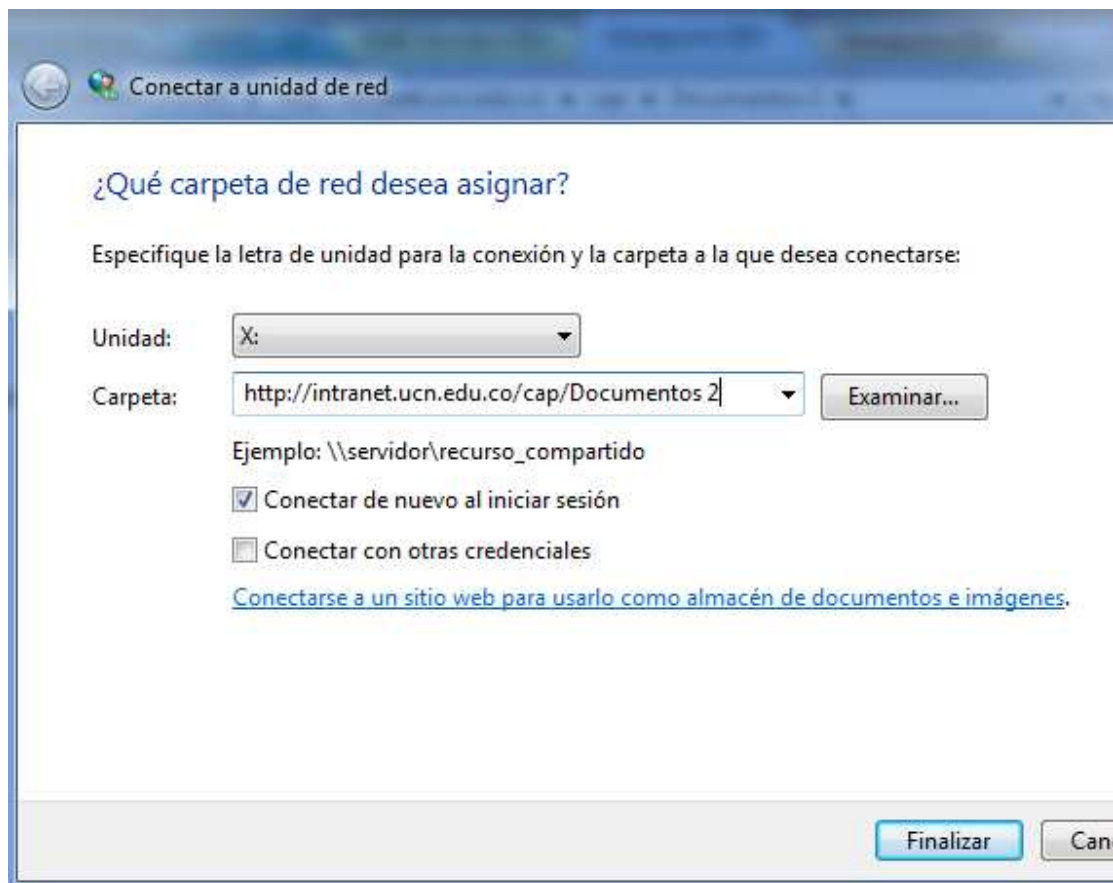 Conectar a unidad de red
¿Qué carpeta de red desea asignar?
Especifique la letra de unidad para la conexión y la carpeta a la que desea conectarse:
Unidad: X:
Carpeta: http://intranet.ucn.edu.co/cap/Documentos 2 Examinar...
Ejemplo: \\servidor\recurso_compartido
Conectar de nuevo al iniciar sesión
Conectar con otras credenciales
Conectarse a un sitio web para usarlo como almacén de documentos e imágenes.
Finalizar